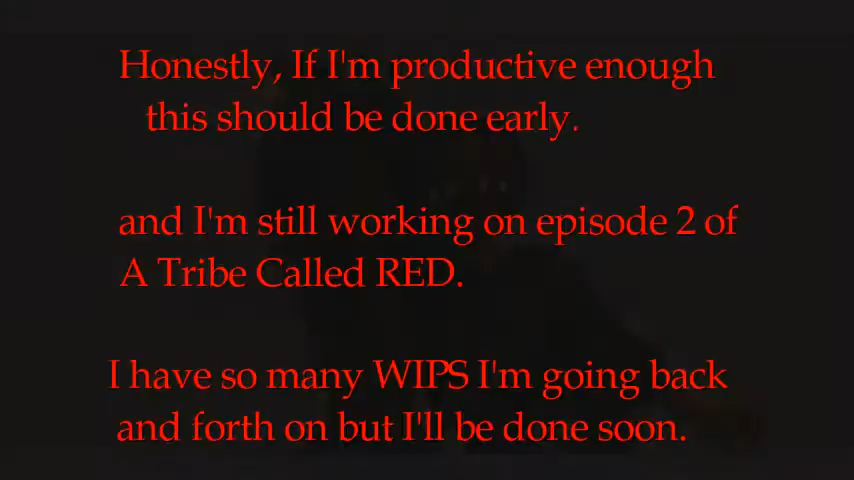 Honestly, If I'm productive enough
this should be done early.
and I'm still working on episode 2 of
A Tribe Called RED.
I have so many WIPS I'm going back
and forth on but I'll be done soon.